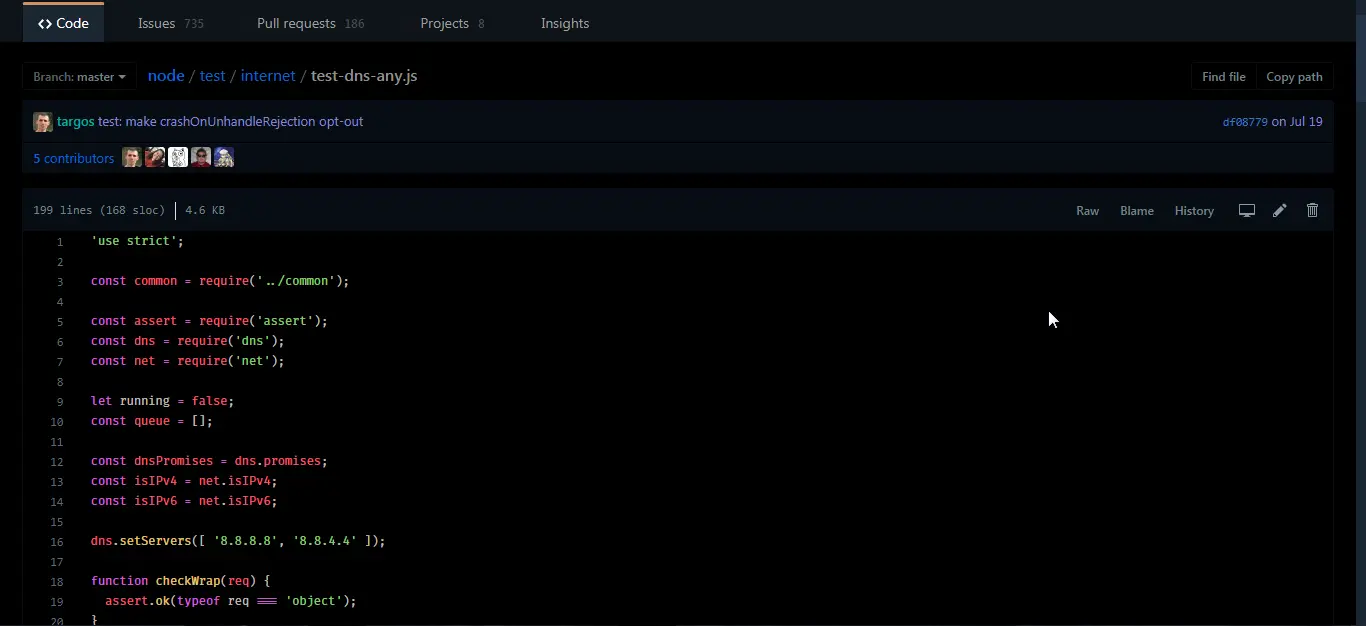 Code Issues 735 Pull requests 186 Projects 8 Insights
Branch: master node / test / internet / test-dns-any.js Find file Copy path
targos test: make crashOnUnhandleRejection opt-out df08779 on Jul 19
5 contributors
199 lines (168 sloc) 4.6 KB Raw Blame History
1 'use strict';
2
3 const common = require('../common');
4
5 const assert = require('assert');
6 const dns = require('dns');
7 const net = require('net');
8
9 let running = false;
10 const queue = [];
11
12 const dnsPromises = dns.promises;
13 const isIPv4 = net.isIPv4;
14 const isIPv6 = net.isIPv6;
15
16 dns.setServers([ '8.8.8.8', '8.8.4.4' ]);
17
18 function checkWrap(req) {
19 assert.ok(typeof req === 'object');
20 }